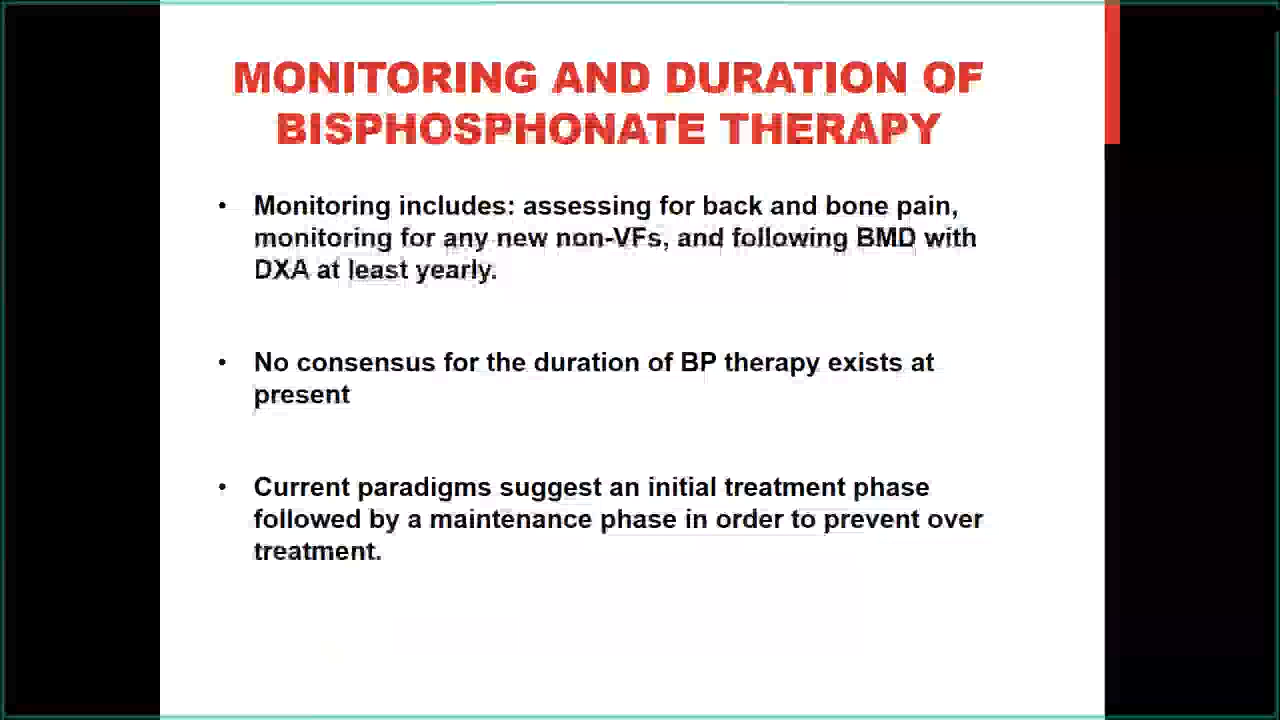 MONITORING AND DURATION OF
BISPHOSPHONATE THERAPY
• Monitoring includes: assessing for back and bone pain,
monitoring for any new non-VFs, and following BMD with
DXA at least yearly.
• No consensus for the duration of BP therapy exists at
present
• Current paradigms suggest an initial treatment phase
followed by a maintenance phase in order to prevent over
treatment.